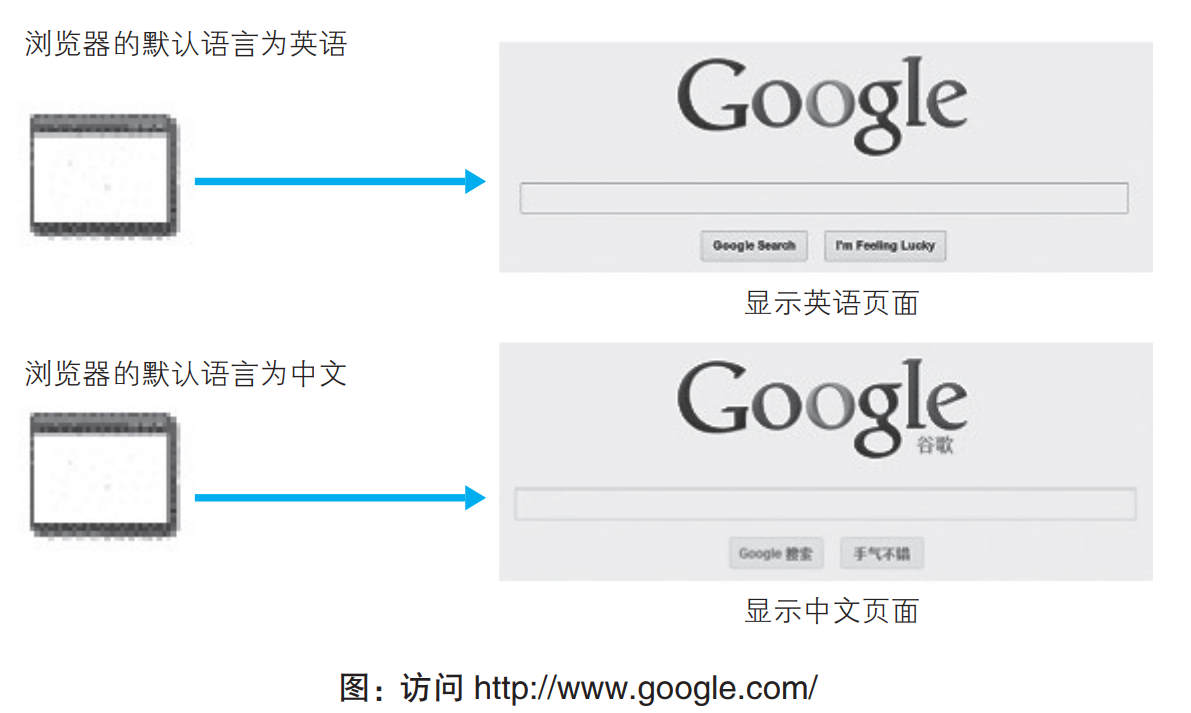 浏览器的默认语言为英语
Google
Google Search
I'm Feeling Lucky
显示英语页面
浏览器的默认语言为中文
Google
谷歌
Google 搜索
手气不错
显示中文页面
图：访问 http://www.google.com/